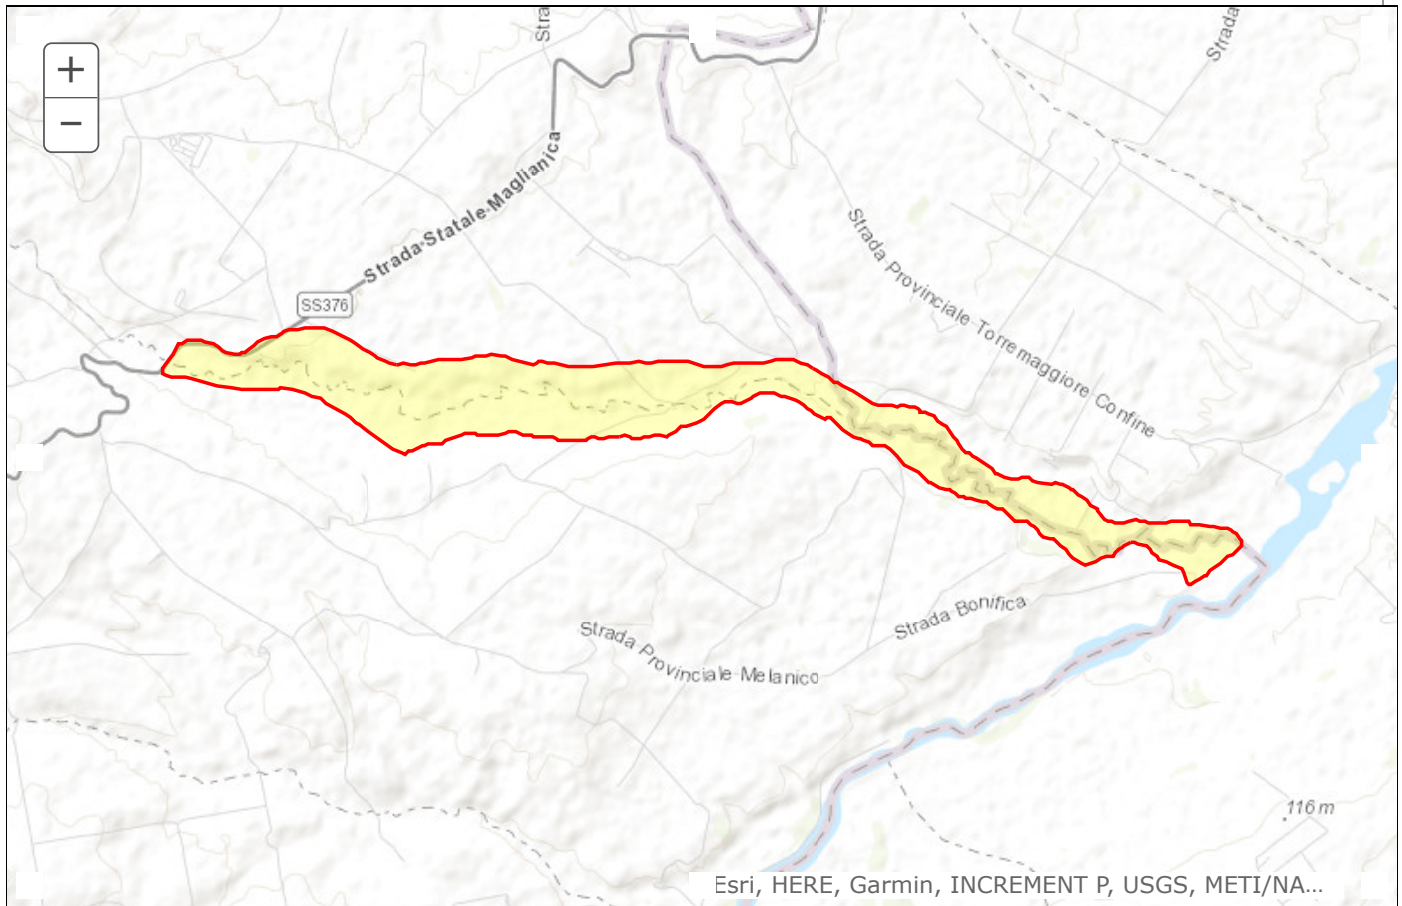 Stra
Strada
+
−
Strada Statale Maglianica
SS376
Strada Provinciale Torremaggiore Confine
Strada Bonifica
Strada Provinciale Melanico
116 m
Esri, HERE, Garmin, INCREMENT P, USGS, METI/NA...